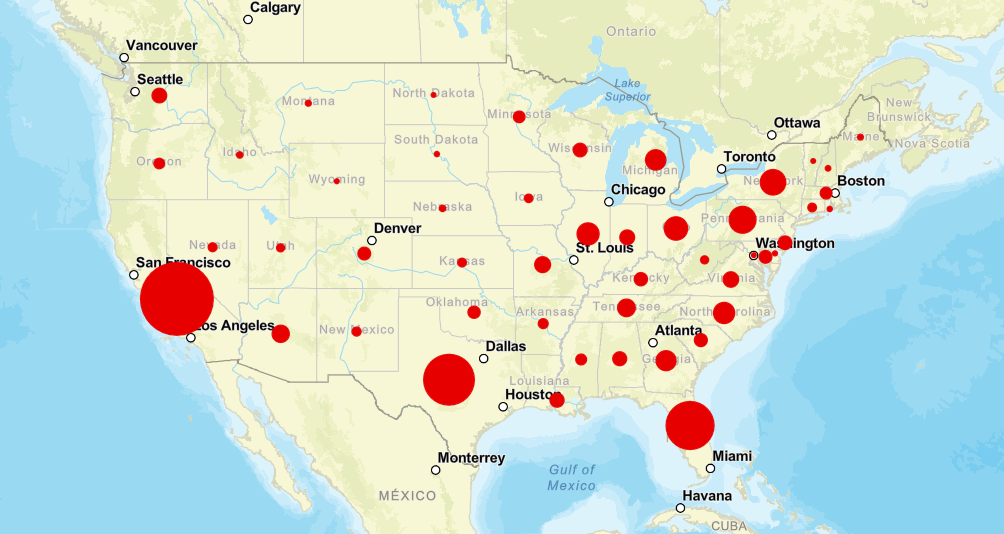 Calgary
Ontario
Vancouver
Seattle
Lake
Superior
North Dakota
Montana
New
Brunswick
Minnesota
Ottawa
Maine
Nova Scotia
South Dakota
Wisconsin
Oregon
Idaho
Toronto
Michigan
Wyoming
New York
Boston
Chicago
Iowa
Nebraska
Pennsylvania
Denver
Nevada
Utah
St. Louis
Washington
San Francisco
Kansas
Kentucky
Virginia
Oklahoma
Arkansas
Tennessee
North Carolina
Los Angeles
New Mexico
Atlanta
Dallas
Georgia
Louisiana
Houston
Monterrey
Miami
Gulf of
Mexico
MÉXICO
Havana
CUBA